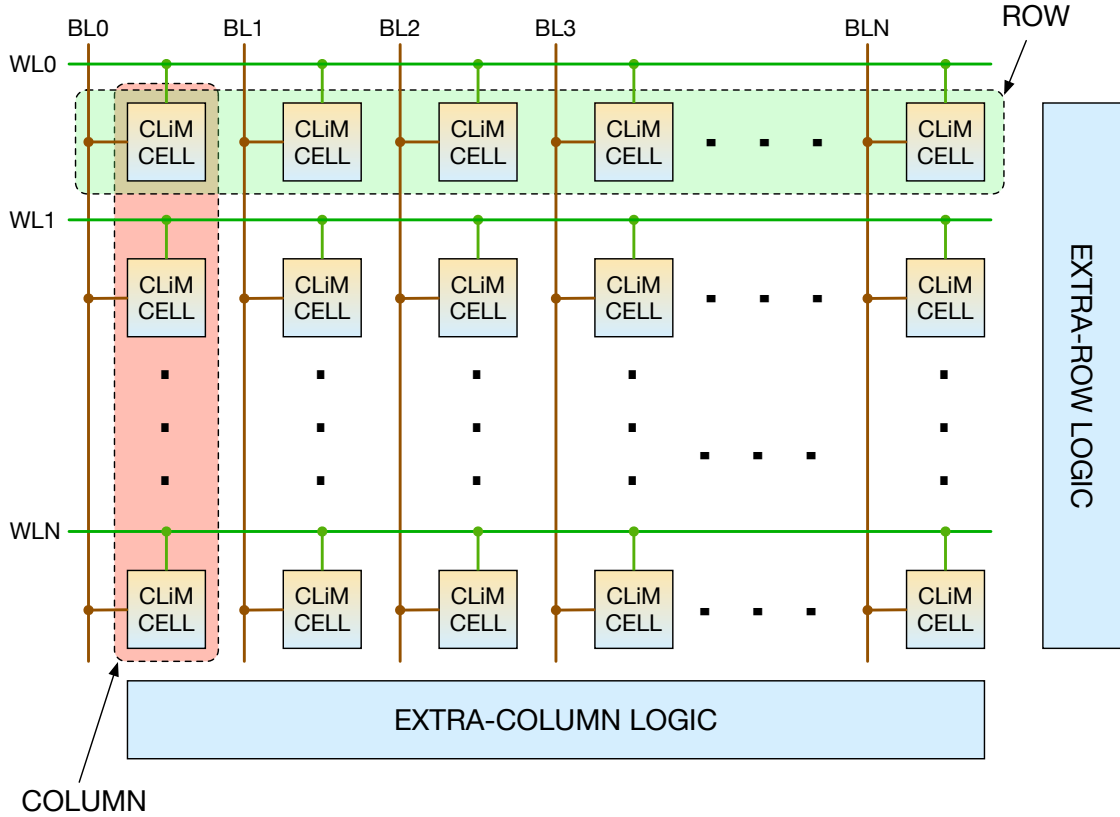 ROW
BL0 BL1 BL2 BL3 BLN
WL0
CLiM CLiM CLiM CLiM CLiM
CELL CELL CELL CELL CELL
WL1
CLiM CLiM CLiM CLiM CLiM
CELL CELL CELL CELL CELL
EXTRA-ROW LOGIC
WLN
CLiM CLiM CLiM CLiM CLiM
CELL CELL CELL CELL CELL
EXTRA-COLUMN LOGIC
COLUMN